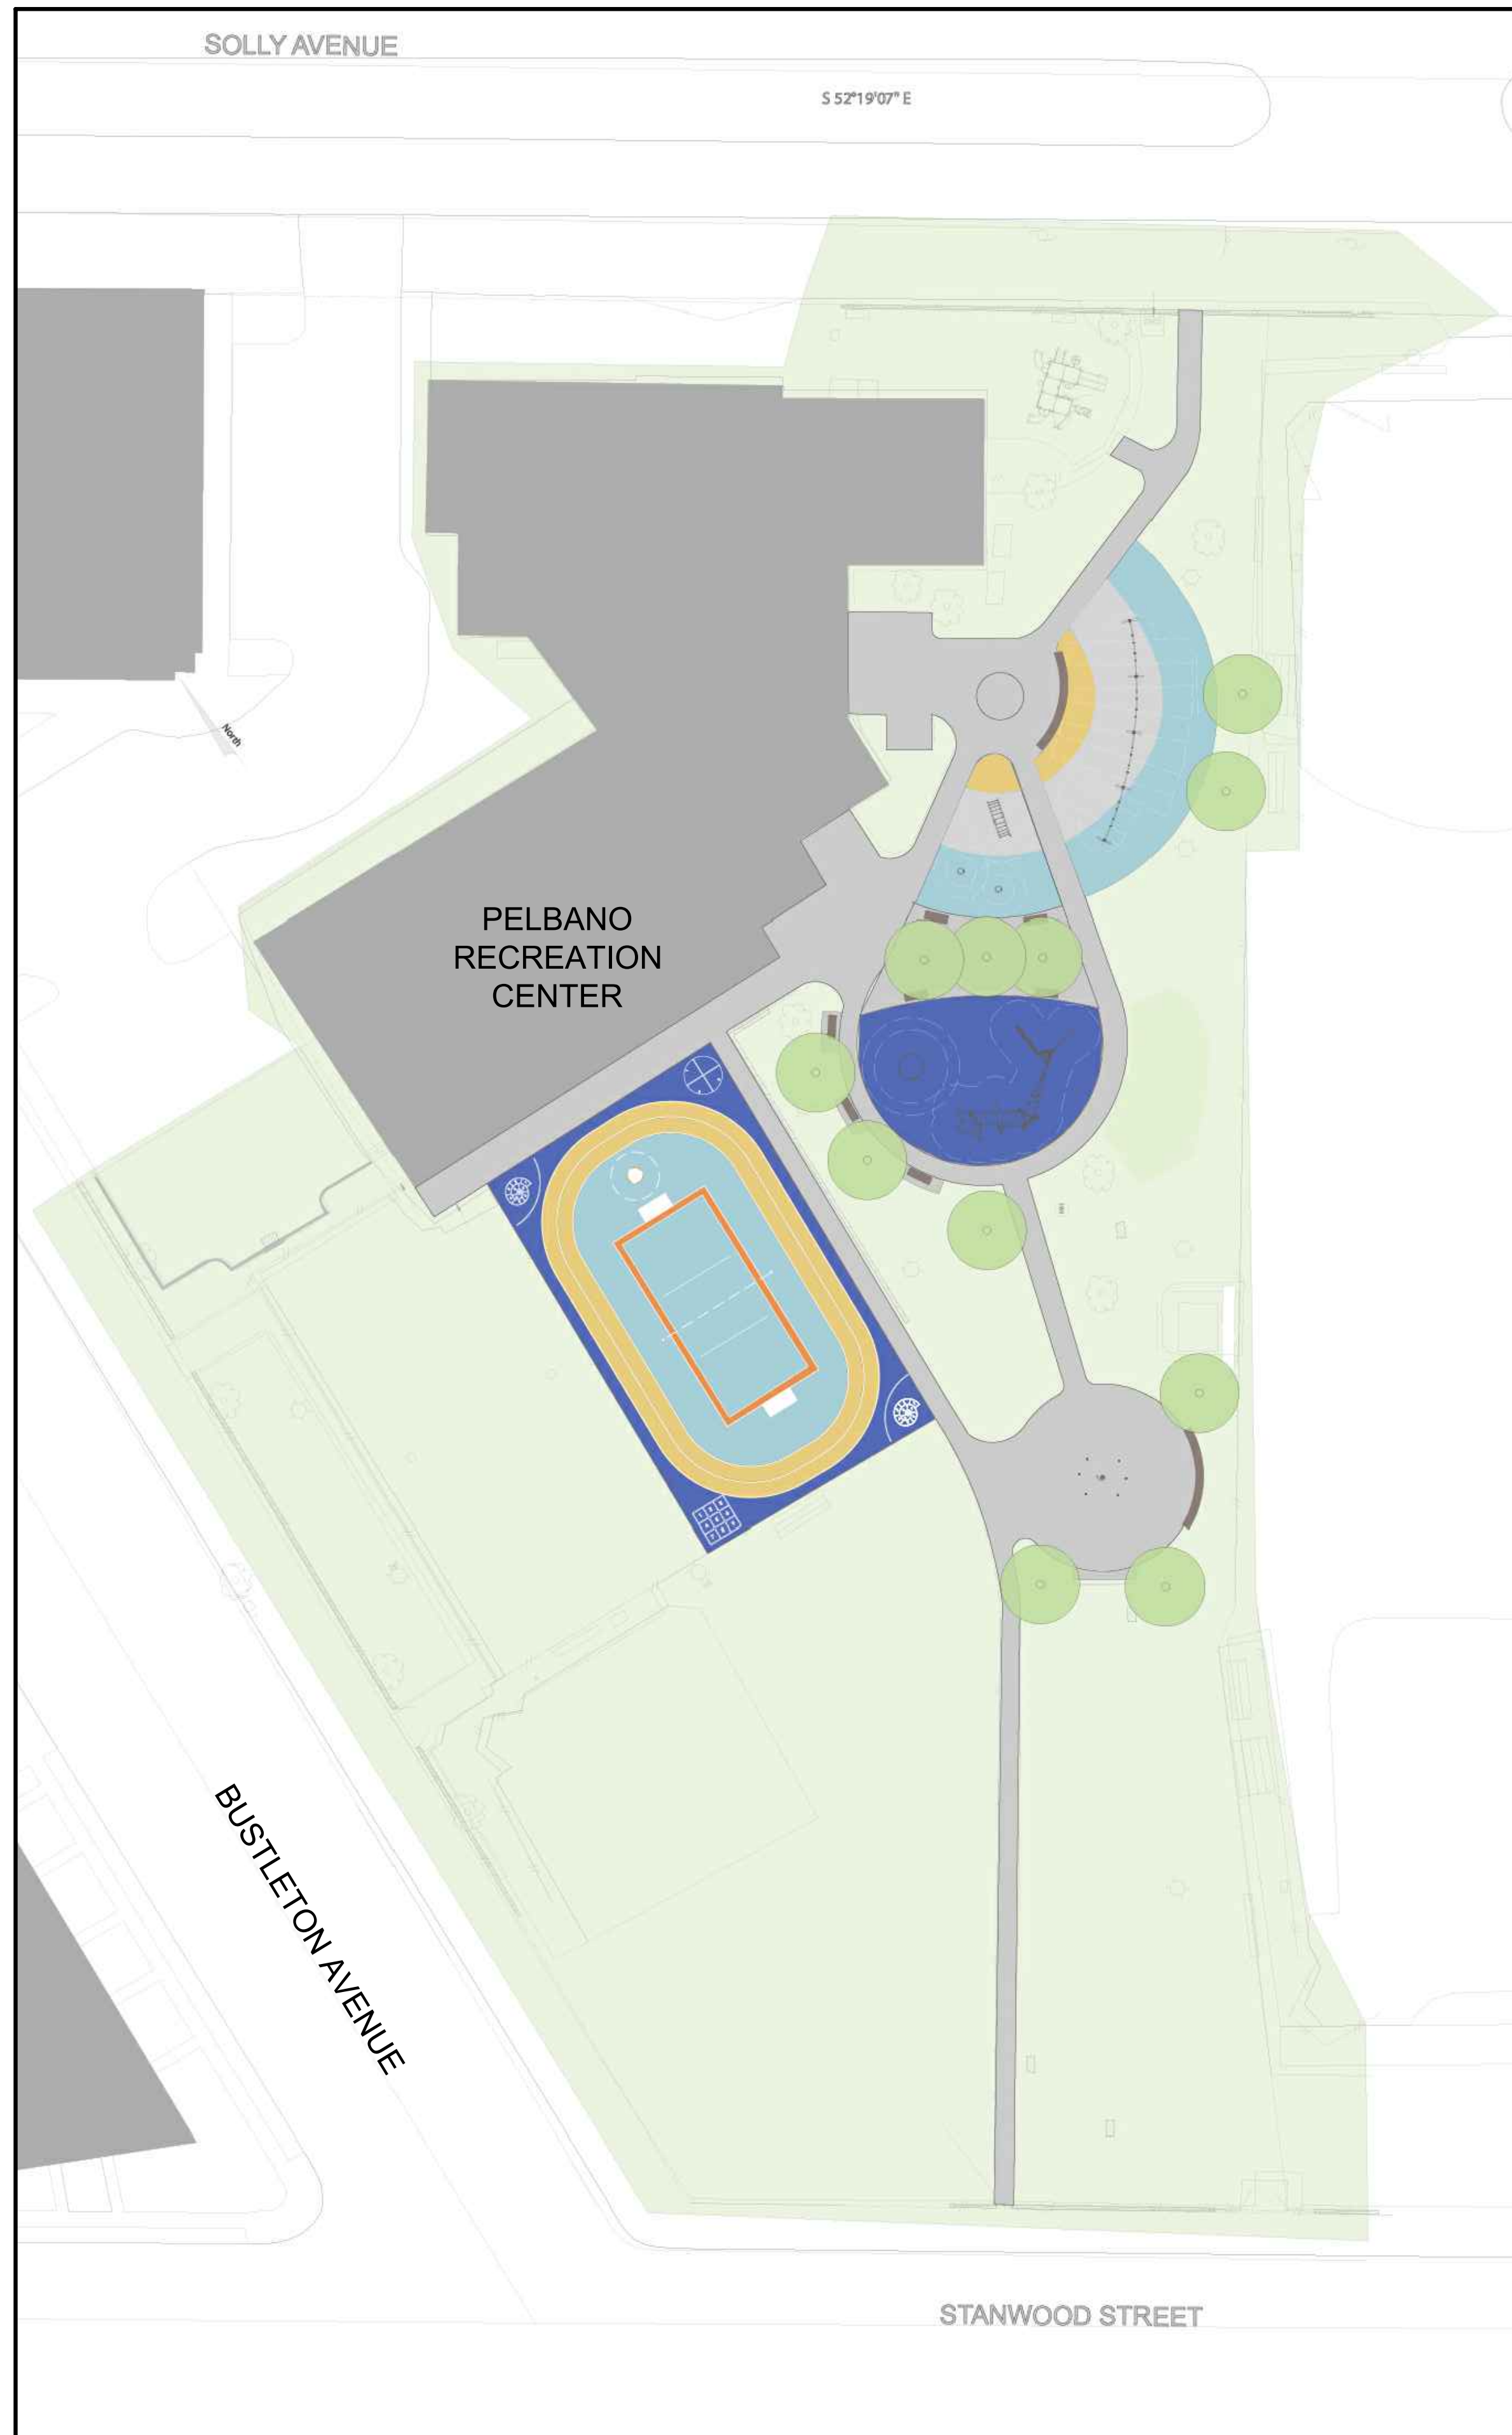 SOLLY AVENUE
S 52°19'07" E
North
PELBANO
RECREATION
CENTER
BUSTLETON AVENUE
STANWOOD STREET